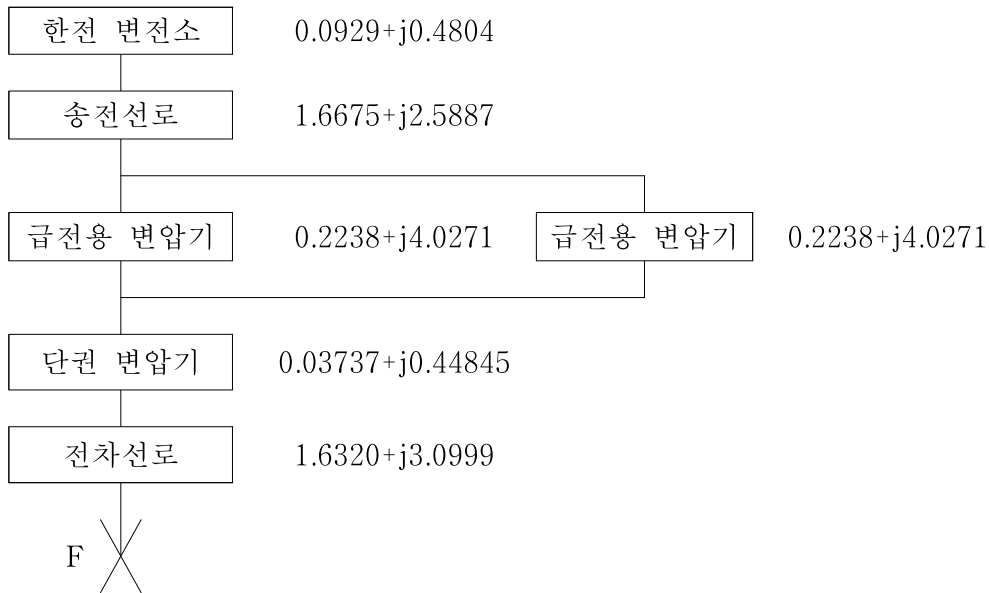 한전 변전소 0.0929+j0.4804
송전선로 1.6675+j2.5887
급전용 변압기 0.2238+j4.0271 급전용 변압기 0.2238+j4.0271
단권 변압기 0.03737+j0.44845
전차선로 1.6320+j3.0999
F